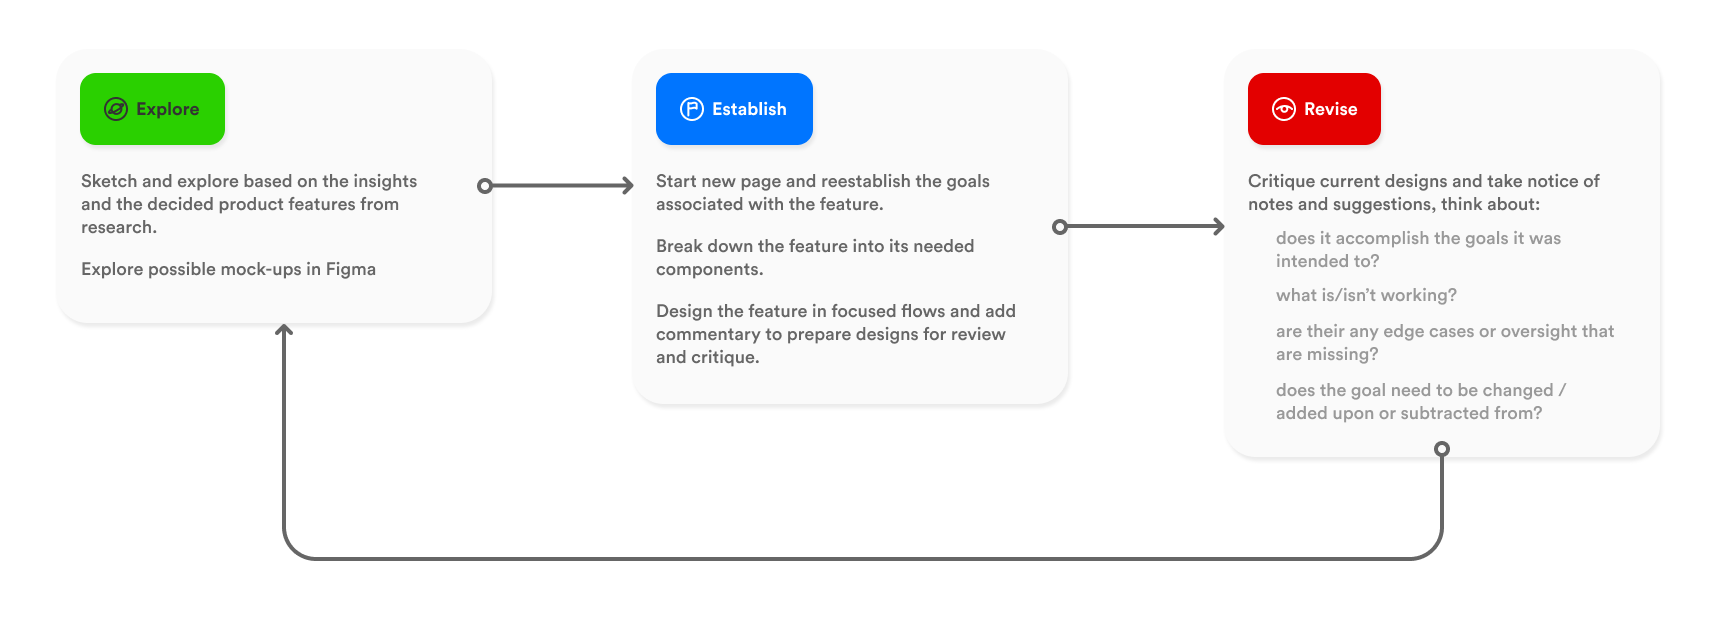 Explore
Sketch and explore based on the insights
and the decided product features from
research.
Explore possible mock-ups in Figma
Establish
Start new page and reestablish the goals
associated with the feature.
Break down the feature into its needed
components.
Design the feature in focused flows and add
commentary to prepare designs for review
and critique.
Revise
Critique current designs and take notice of
notes and suggestions, think about:
does it accomplish the goals it was
intended to?
what is/isn’t working?
are their any edge cases or oversight that
are missing?
does the goal need to be changed /
added upon or subtracted from?